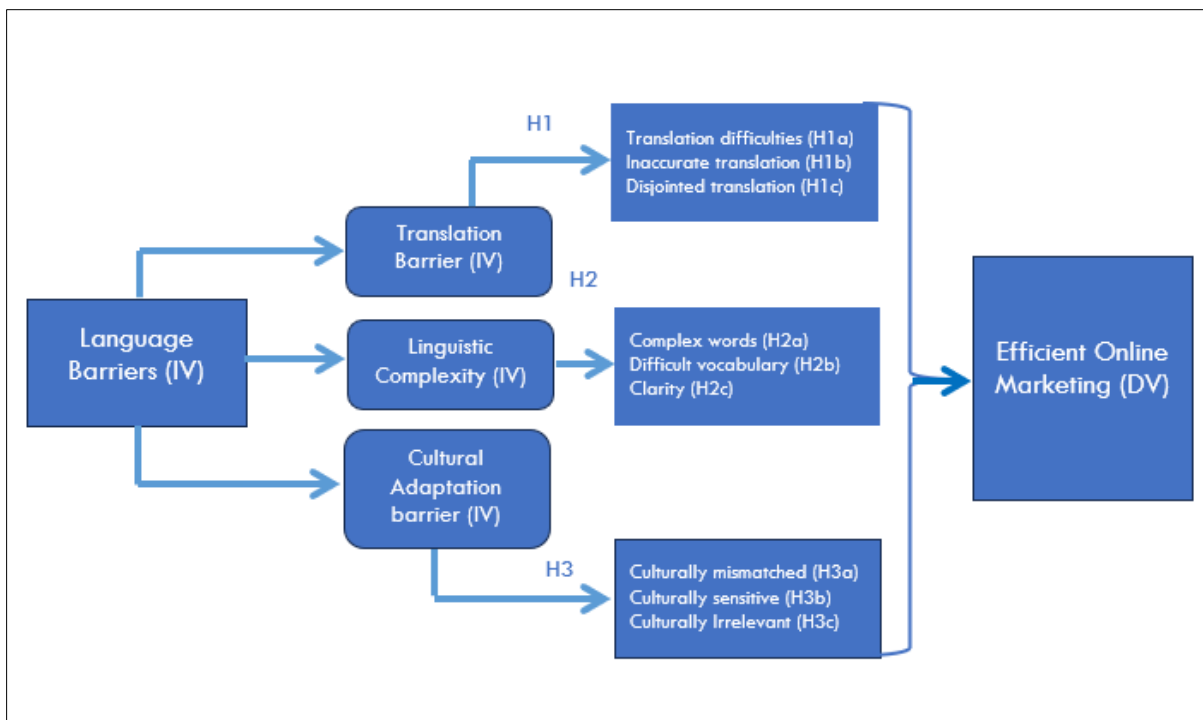 H1
Translation difficulties (H1a)
Inaccurate translation (H1b)
Disjointed translation (H1c)
Translation
Barrier (IV)
H2
Language
Barriers (IV)
Linguistic
Complexity (IV)
Complex words (H2a)
Difficult vocabulary (H2b)
Clarity (H2c)
Efficient Online
Marketing (DV)
Cultural
Adaptation
barrier (IV)
H3
Culturally mismatched (H3a)
Culturally sensitive (H3b)
Culturally Irrelevant (H3c)